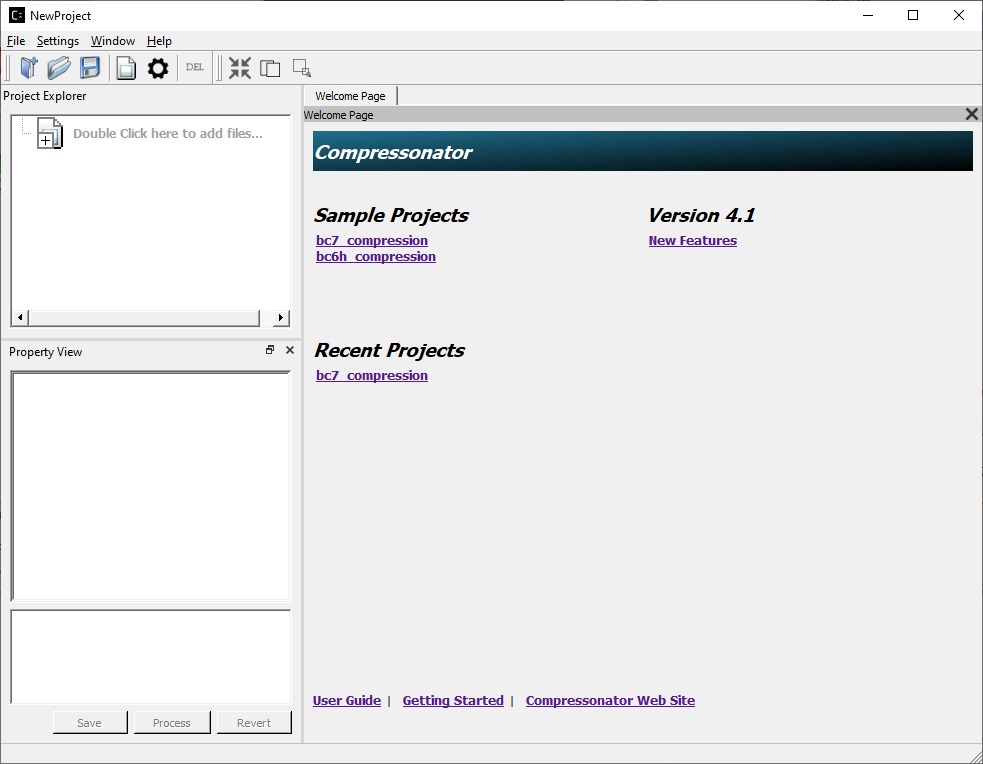 NewProject
File Settings Window Help
DEL
Project Explorer
Double Click here to add files...
Property View
Save Process Revert
Welcome Page
Welcome Page
Compressonator
Sample Projects
bc7_compression
bc6h_compression
Version 4.1
New Features
Recent Projects
bc7_compression
User Guide | Getting Started | Compressonator Web Site